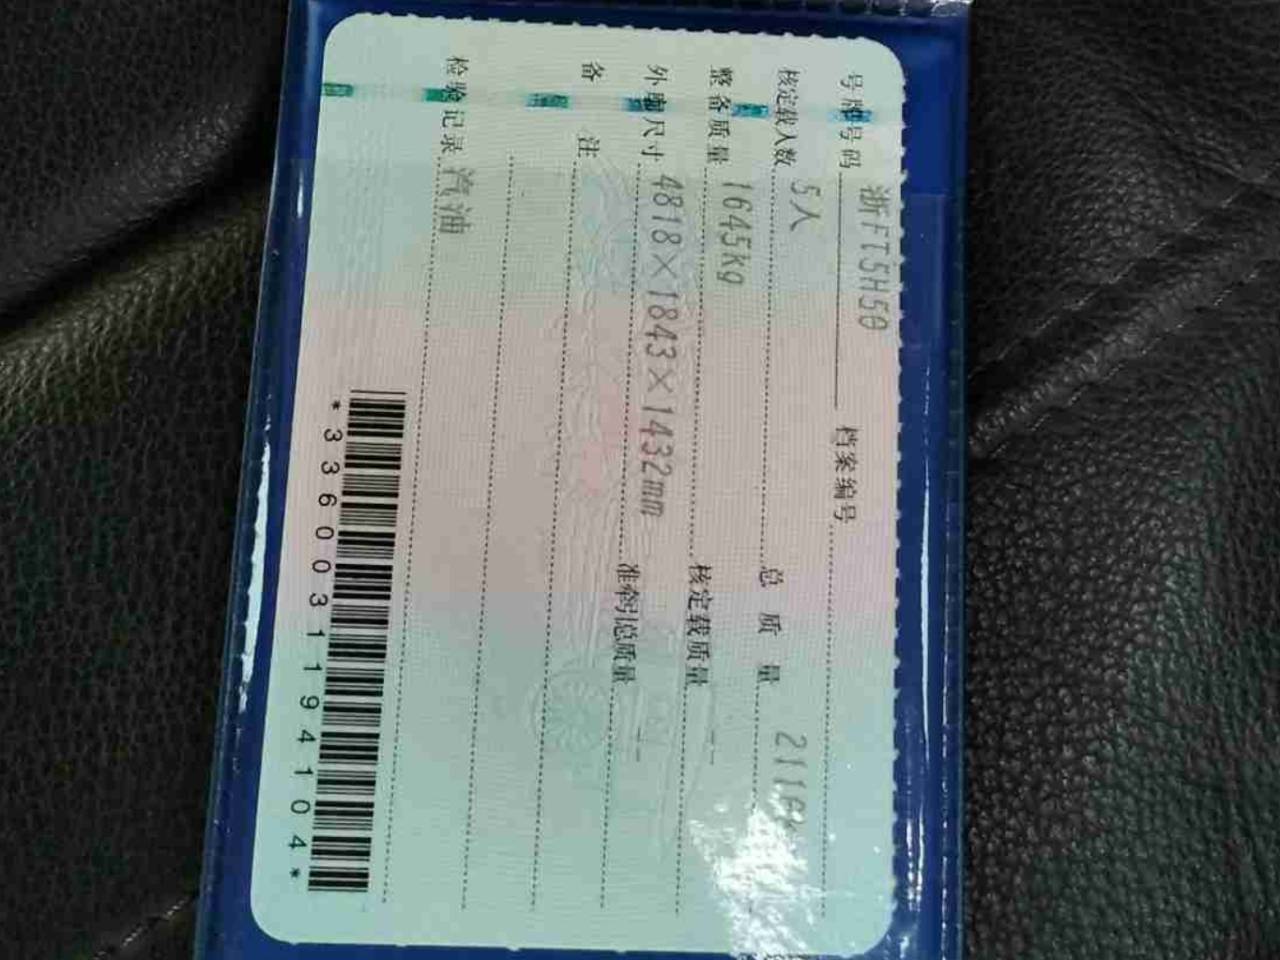 号牌号码 浙FT5H50 档案编号
核定载人数 5人 总质量
整备质量 1645kg 核定载质量 --
外廓尺寸 4818×1843×1432mm 准牵引总质量 --
备注
检验记录 汽油
*3360031194104*